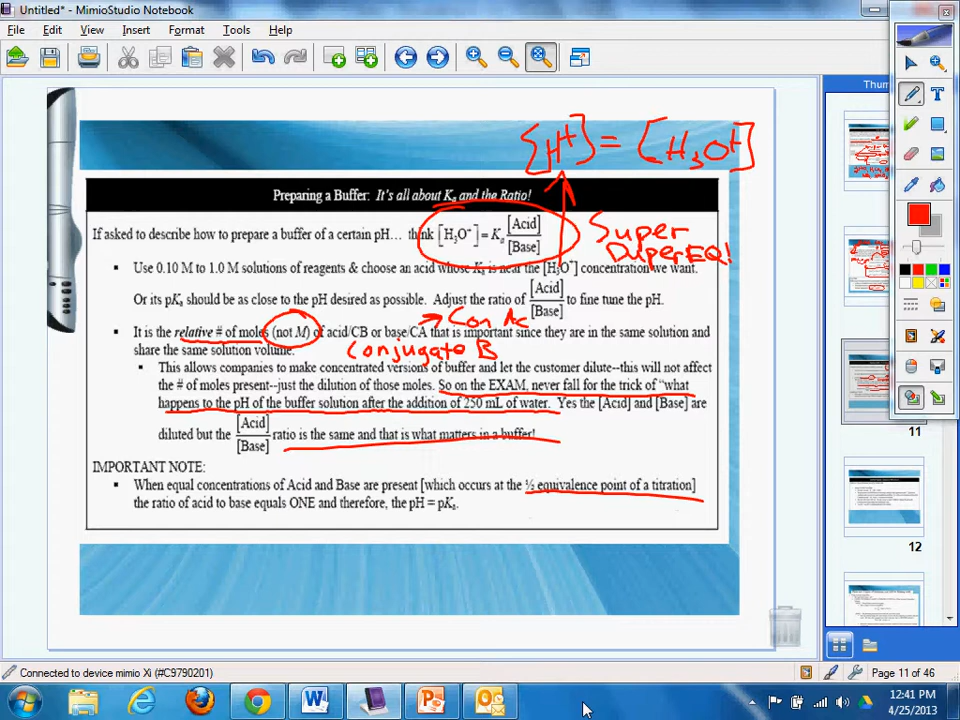 Untitled* - MimioStudio Notebook
File Edit View Insert Format Tools Help
Thum
[H+] = [H3O+]
Preparing a Buffer: It's all about Ka and the Ratio!
If asked to describe how to prepare a buffer of a certain pH… think [H3O+] = Ka [Acid]/[Base]
Super
Duper EQ!
▪ Use 0.10 M to 1.0 M solutions of reagents & choose an acid whose Ka is near the [H3O+] concentration we want.
Or its pKa should be as close to the pH desired as possible. Adjust the ratio of [Acid]/[Base] to fine tune the pH.
→ Con Ac
▪ It is the relative # of moles (not M) of acid/CB or base/CA that is important since they are in the same solution and
share the same solution volume.
Conjugate B
▪ This allows companies to make concentrated versions of buffer and let the customer dilute--this will not affect
the # of moles present--just the dilution of those moles. So on the EXAM, never fall for the trick of "what
happens to the pH of the buffer solution after the addition of 250 mL of water. Yes the [Acid] and [Base] are
diluted but the [Acid]/[Base] ratio is the same and that is what matters in a buffer!
IMPORTANT NOTE:
▪ When equal concentrations of Acid and Base are present [which occurs at the ½ equivalence point of a titration]
the ratio of acid to base equals ONE and therefore, the pH = pKa.
11
12
Connected to device mimio Xi (#C9790201)
Page 11 of 46
12:41 PM
4/25/2013